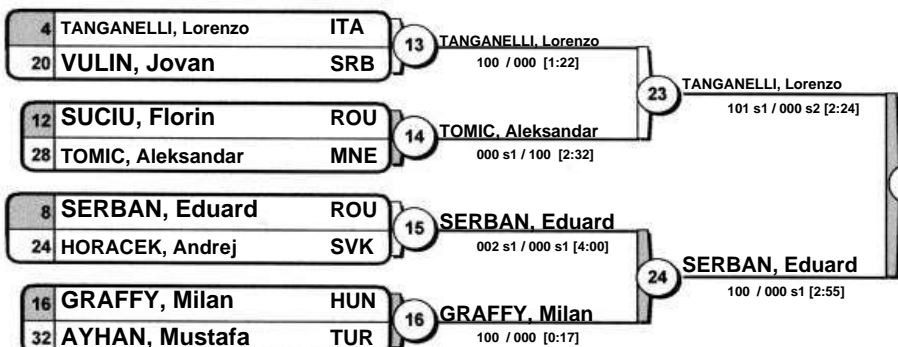 4 TANGANELLI, Lorenzo ITA
20 VULIN, Jovan SRB
13
TANGANELLI, Lorenzo
100 / 000 [1:22]
12 SUCIU, Florin ROU
28 TOMIC, Aleksandar MNE
14
TOMIC, Aleksandar
000 s1 / 100 [2:32]
23
TANGANELLI, Lorenzo
101 s1 / 000 s2 [2:24]
8 SERBAN, Eduard ROU
24 HORACEK, Andrej SVK
15
SERBAN, Eduard
002 s1 / 000 s1 [4:00]
16 GRAFFY, Milan HUN
32 AYHAN, Mustafa TUR
16
GRAFFY, Milan
100 / 000 [0:17]
24
SERBAN, Eduard
100 / 000 s1 [2:55]